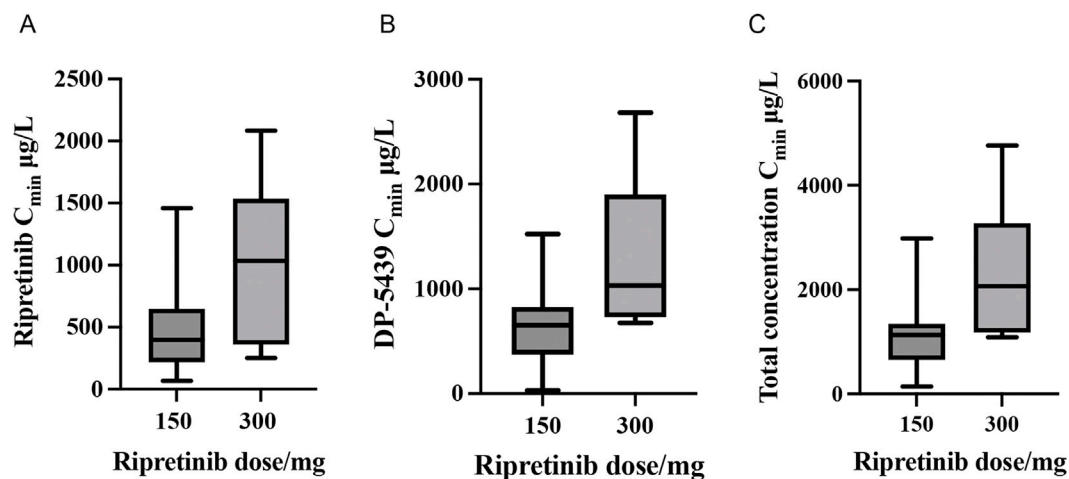 A
Ripretinib Cmin µg/L
2500
2000
1500
1000
500
0
150 300
Ripretinib dose/mg
B
DP-5439 Cmin µg/L
3000
2000
1000
0
150 300
Ripretinib dose/mg
C
Total concentration Cmin µg/L
6000
4000
2000
0
150 300
Ripretinib dose/mg